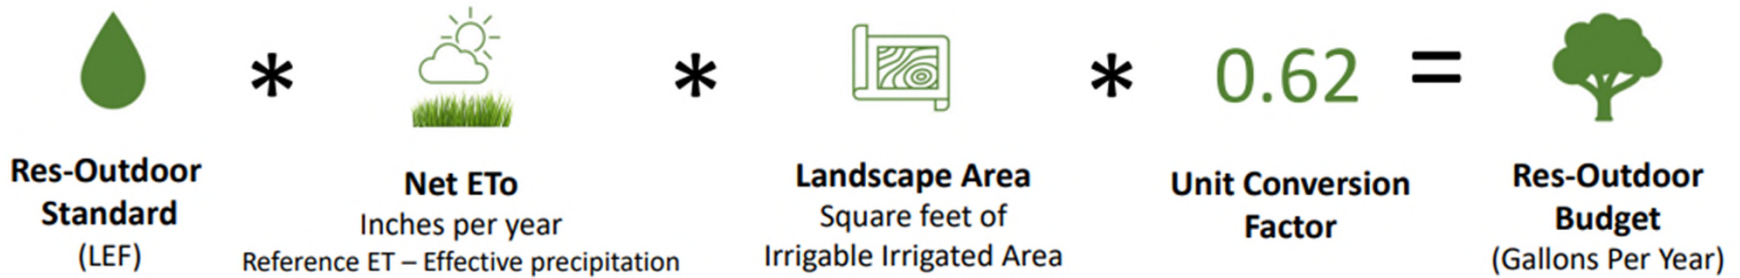 * * * 0.62 =
Res-Outdoor
Standard
(LEF)
Net ETo
Inches per year
Reference ET – Effective precipitation
Landscape Area
Square feet of
Irrigable Irrigated Area
Unit Conversion
Factor
Res-Outdoor
Budget
(Gallons Per Year)